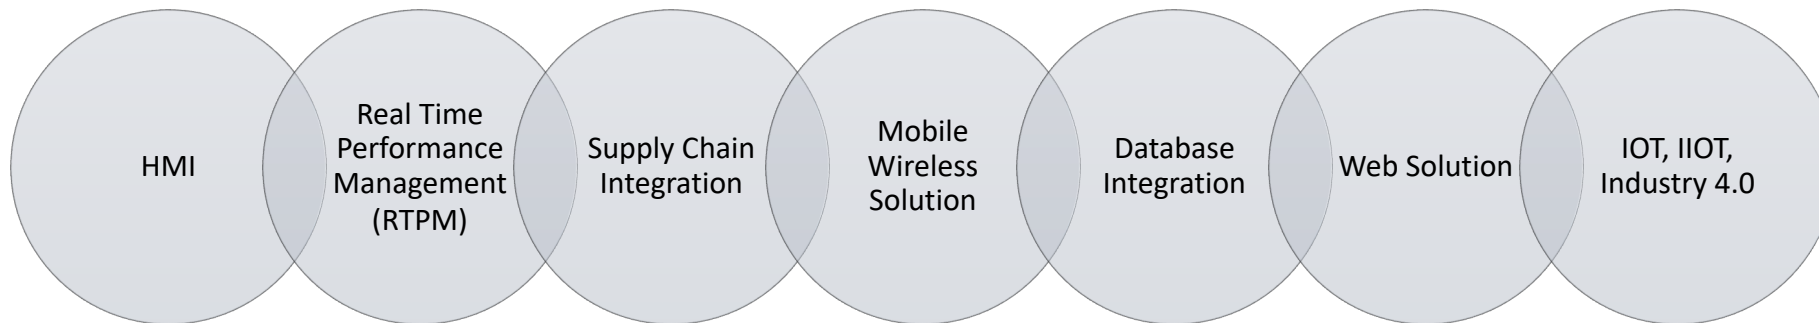 HMI
Real Time
Performance
Management
(RTPM)
Supply Chain
Integration
Mobile
Wireless
Solution
Database
Integration
Web Solution
IOT, IIOT,
Industry 4.0